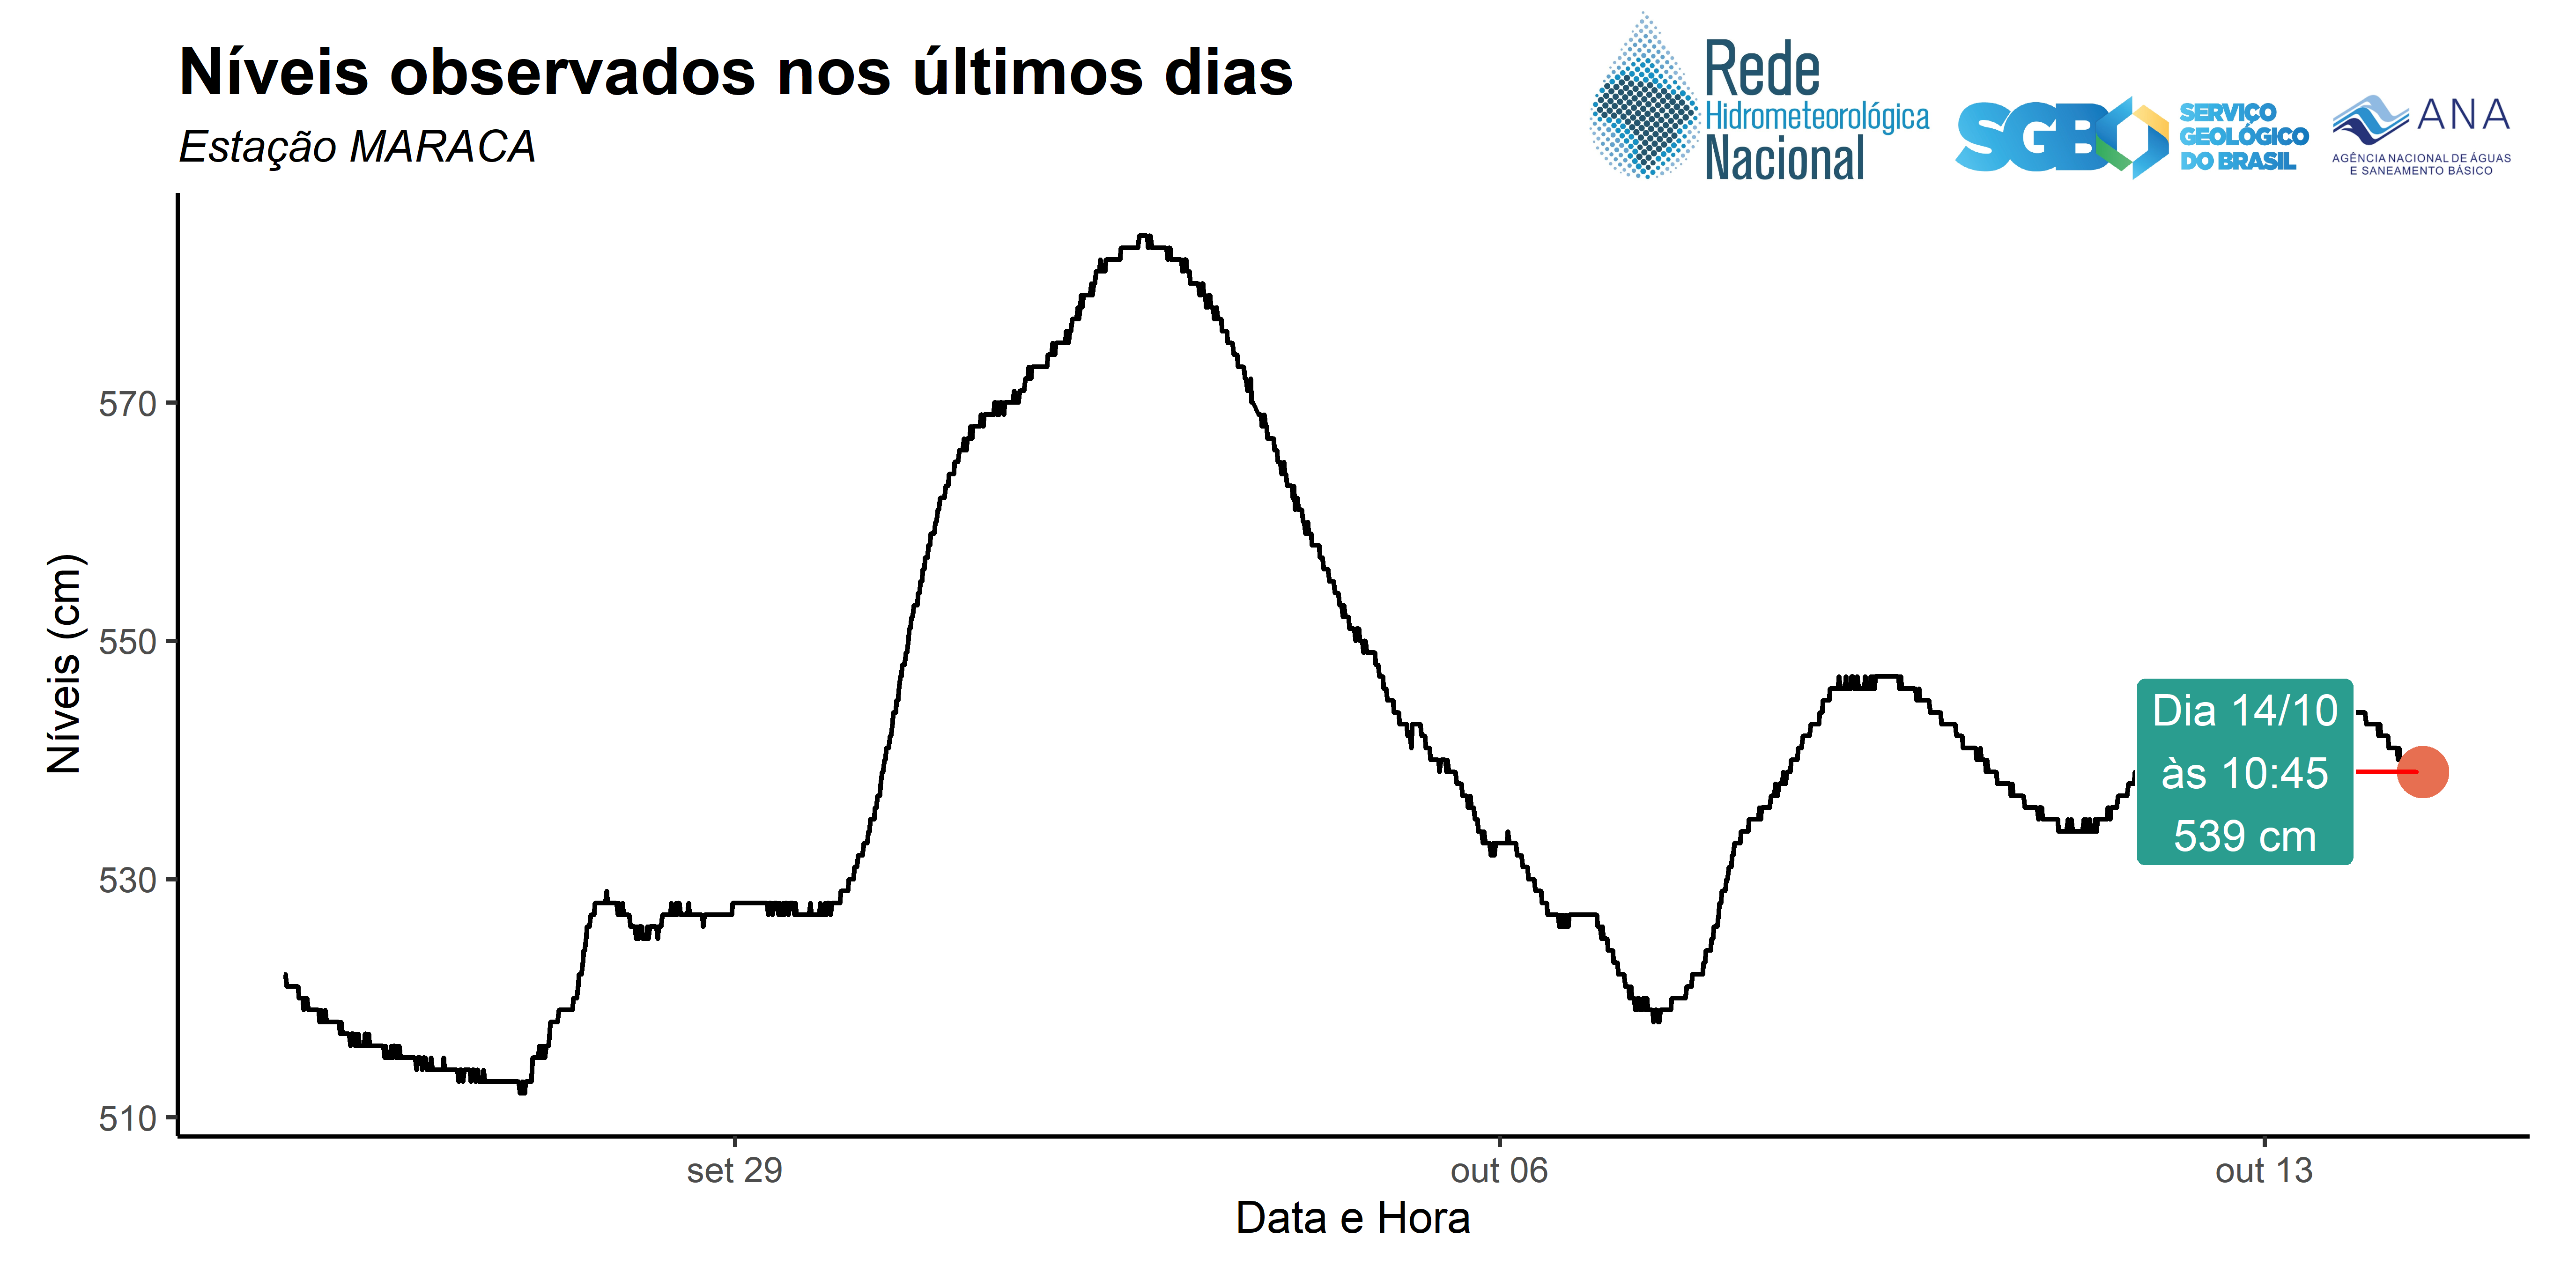 Níveis observados nos últimos dias
Estação MARACA
Rede
Hidrometeorológica
Nacional
SGB
SERVIÇO
GEOLÓGICO
DO BRASIL
ANA
AGÊNCIA NACIONAL DE ÁGUAS
E SANEAMENTO BÁSICO
Níveis (cm)
570
550
530
510
Dia 14/10
às 10:45
539 cm
set 29
out 06
out 13
Data e Hora